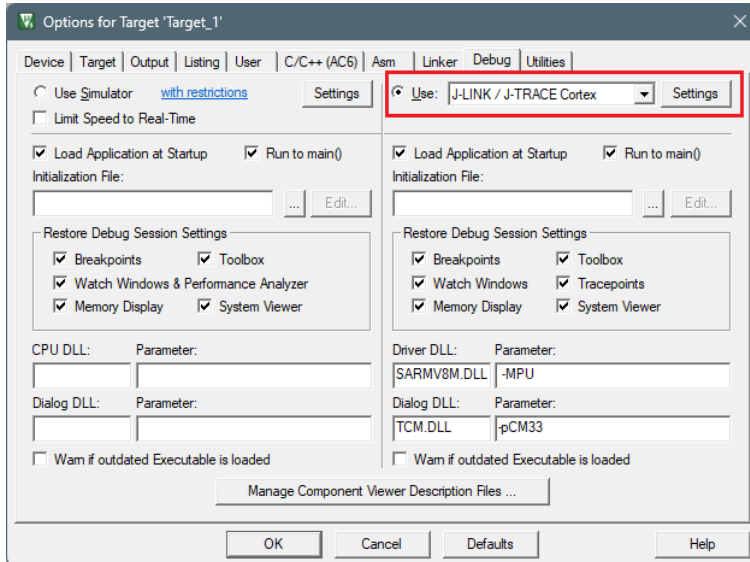 Options for Target 'Target_1'
Device Target Output Listing User C/C++ (AC6) Asm Linker Debug Utilities
Use Simulator with restrictions Settings
Limit Speed to Real-Time
Use: J-LINK / J-TRACE Cortex Settings
Load Application at Startup Run to main()
Initialization File:
... Edit...
Restore Debug Session Settings
Breakpoints Toolbox
Watch Windows & Performance Analyzer
Memory Display System Viewer
CPU DLL: Parameter:
Dialog DLL: Parameter:
Warn if outdated Executable is loaded
Load Application at Startup Run to main()
Initialization File:
... Edit...
Restore Debug Session Settings
Breakpoints Toolbox
Watch Windows Tracepoints
Memory Display System Viewer
Driver DLL: Parameter:
SARMV8M.DLL -MPU
Dialog DLL: Parameter:
TCM.DLL -pCM33
Warn if outdated Executable is loaded
Manage Component Viewer Description Files ...
OK Cancel Defaults Help